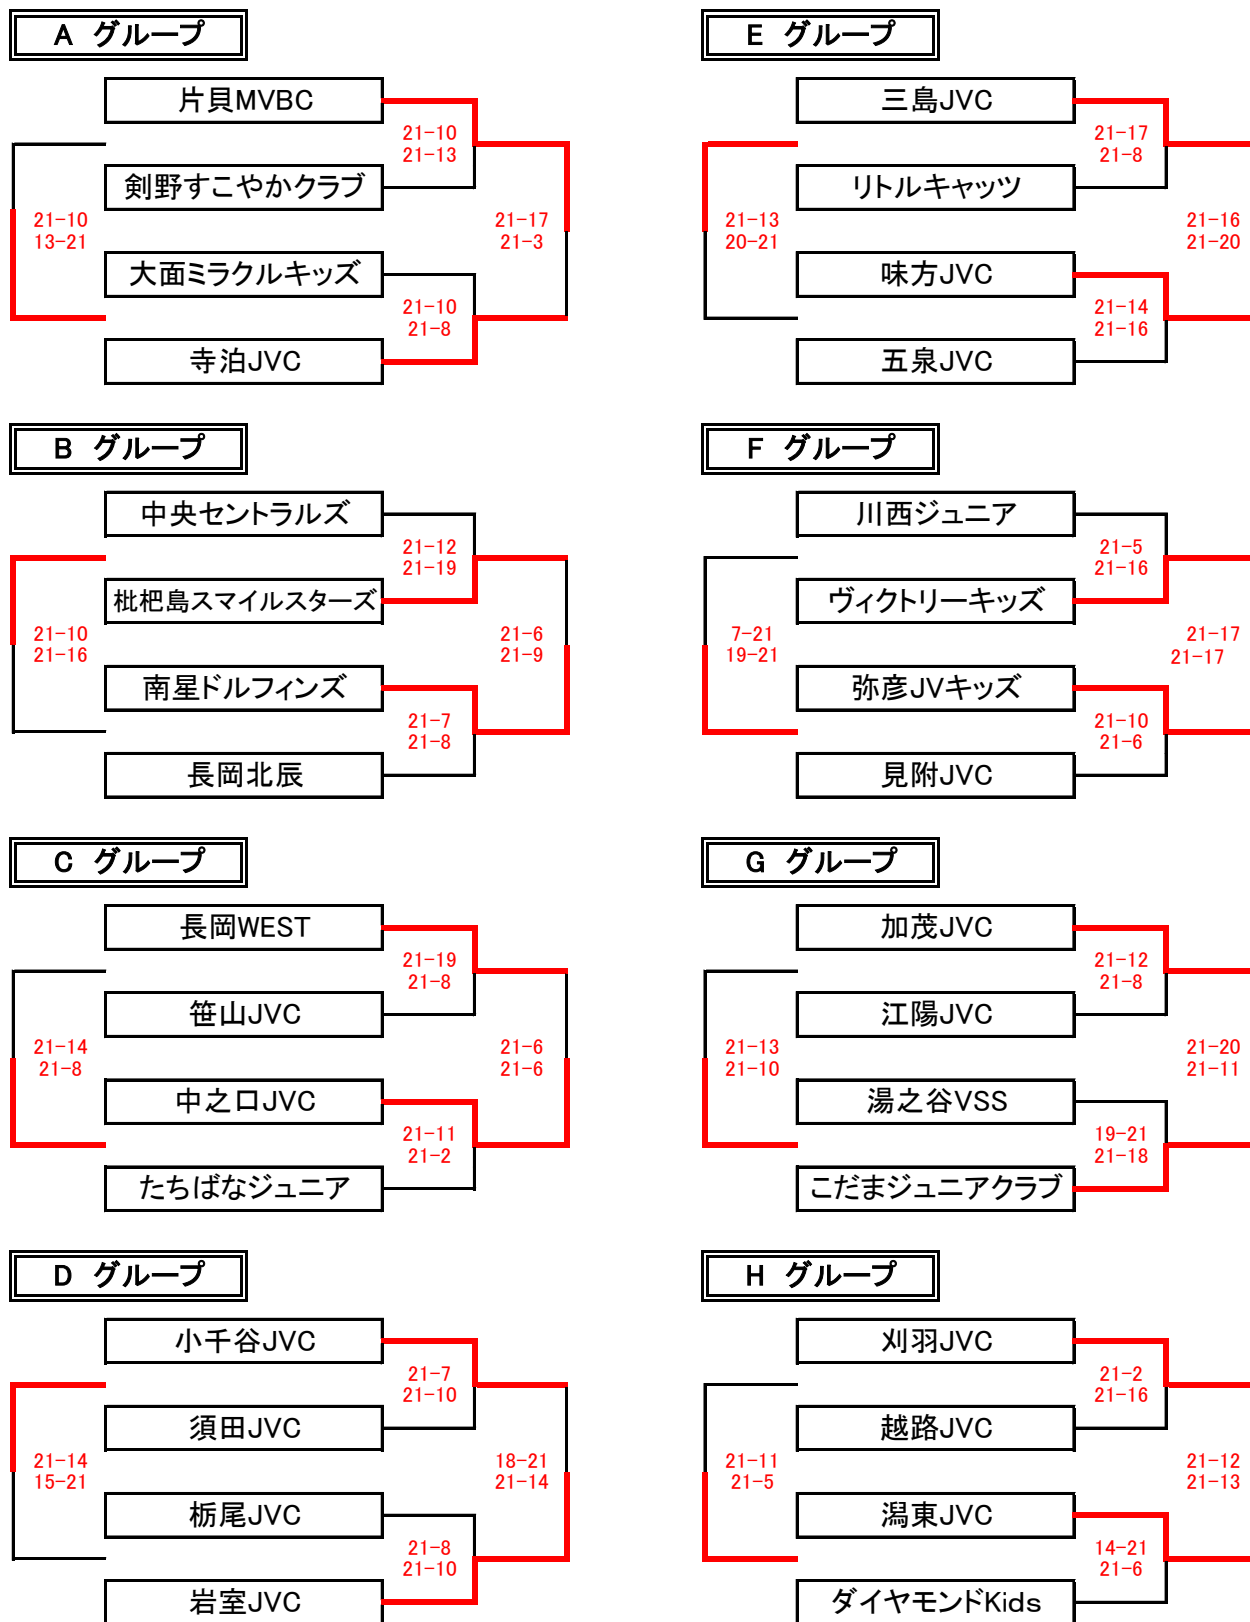 A グループ
片貝MVBC
21-10
21-13
剣野すこやかクラブ
21-10
13-21
21-17
21-3
大面ミラクルキッズ
21-10
21-8
寺泊JVC
B グループ
中央セントラルズ
21-12
21-19
枇杷島スマイルスターズ
21-10
21-16
21-6
21-9
南星ドルフィンズ
21-7
21-8
長岡北辰
C グループ
長岡WEST
21-19
21-8
笹山JVC
21-14
21-8
21-6
21-6
中之口JVC
21-11
21-2
たちばなジュニア
D グループ
小千谷JVC
21-7
21-10
須田JVC
21-14
15-21
18-21
21-14
栃尾JVC
21-8
21-10
岩室JVC
E グループ
三島JVC
21-17
21-8
リトルキャッツ
21-13
20-21
21-16
21-20
味方JVC
21-14
21-16
五泉JVC
F グループ
川西ジュニア
21-5
21-16
ヴィクトリーキッズ
7-21
19-21
21-17
21-17
弥彦JVキッズ
21-10
21-6
見附JVC
G グループ
加茂JVC
21-12
21-8
江陽JVC
21-13
21-10
21-20
21-11
湯之谷VSS
19-21
21-18
こだまジュニアクラブ
H グループ
刈羽JVC
21-2
21-16
越路JVC
21-11
21-5
21-12
21-13
潟東JVC
14-21
21-6
ダイヤモンドKids